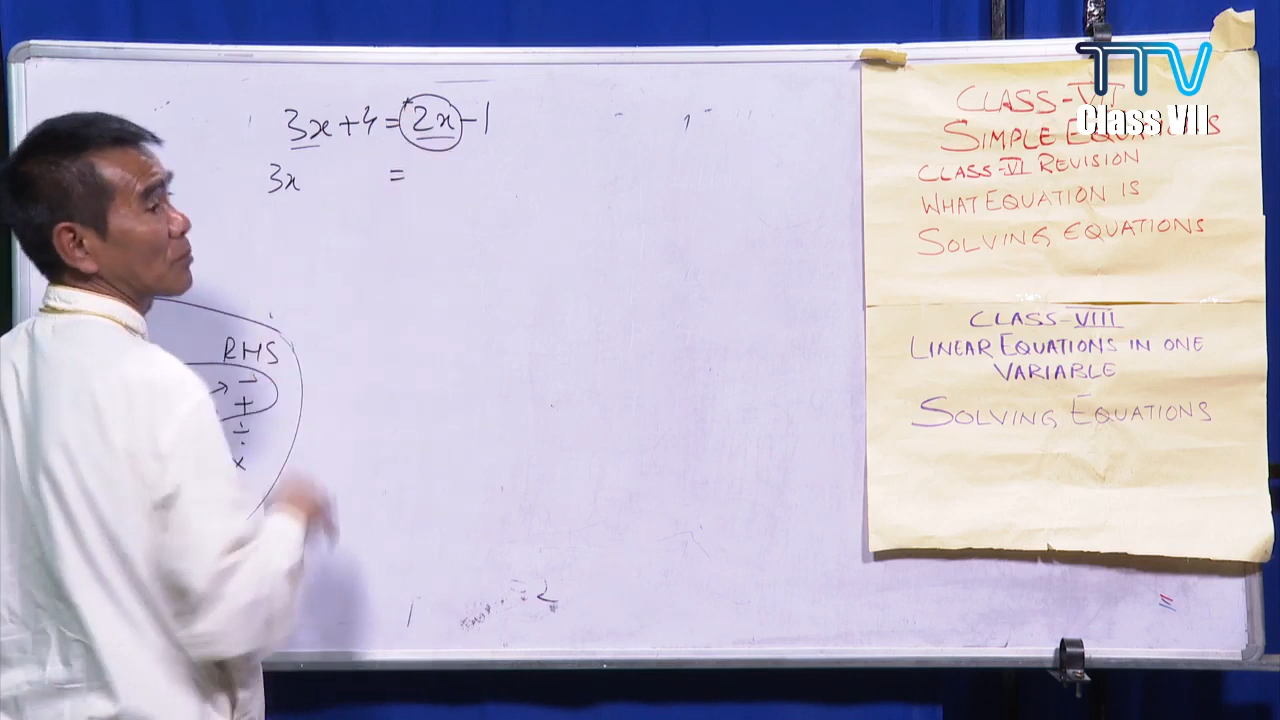 3x+4=2x-1
3x =
RHS
→ -
+
÷
x
= 2
TTV
Class VII
CLASS-VII
SIMPLE EQUATIONS
CLASS-VI REVISION
WHAT EQUATION IS
SOLVING EQUATIONS
CLASS-VIII
LINEAR EQUATIONS IN ONE
VARIABLE
SOLVING EQUATIONS